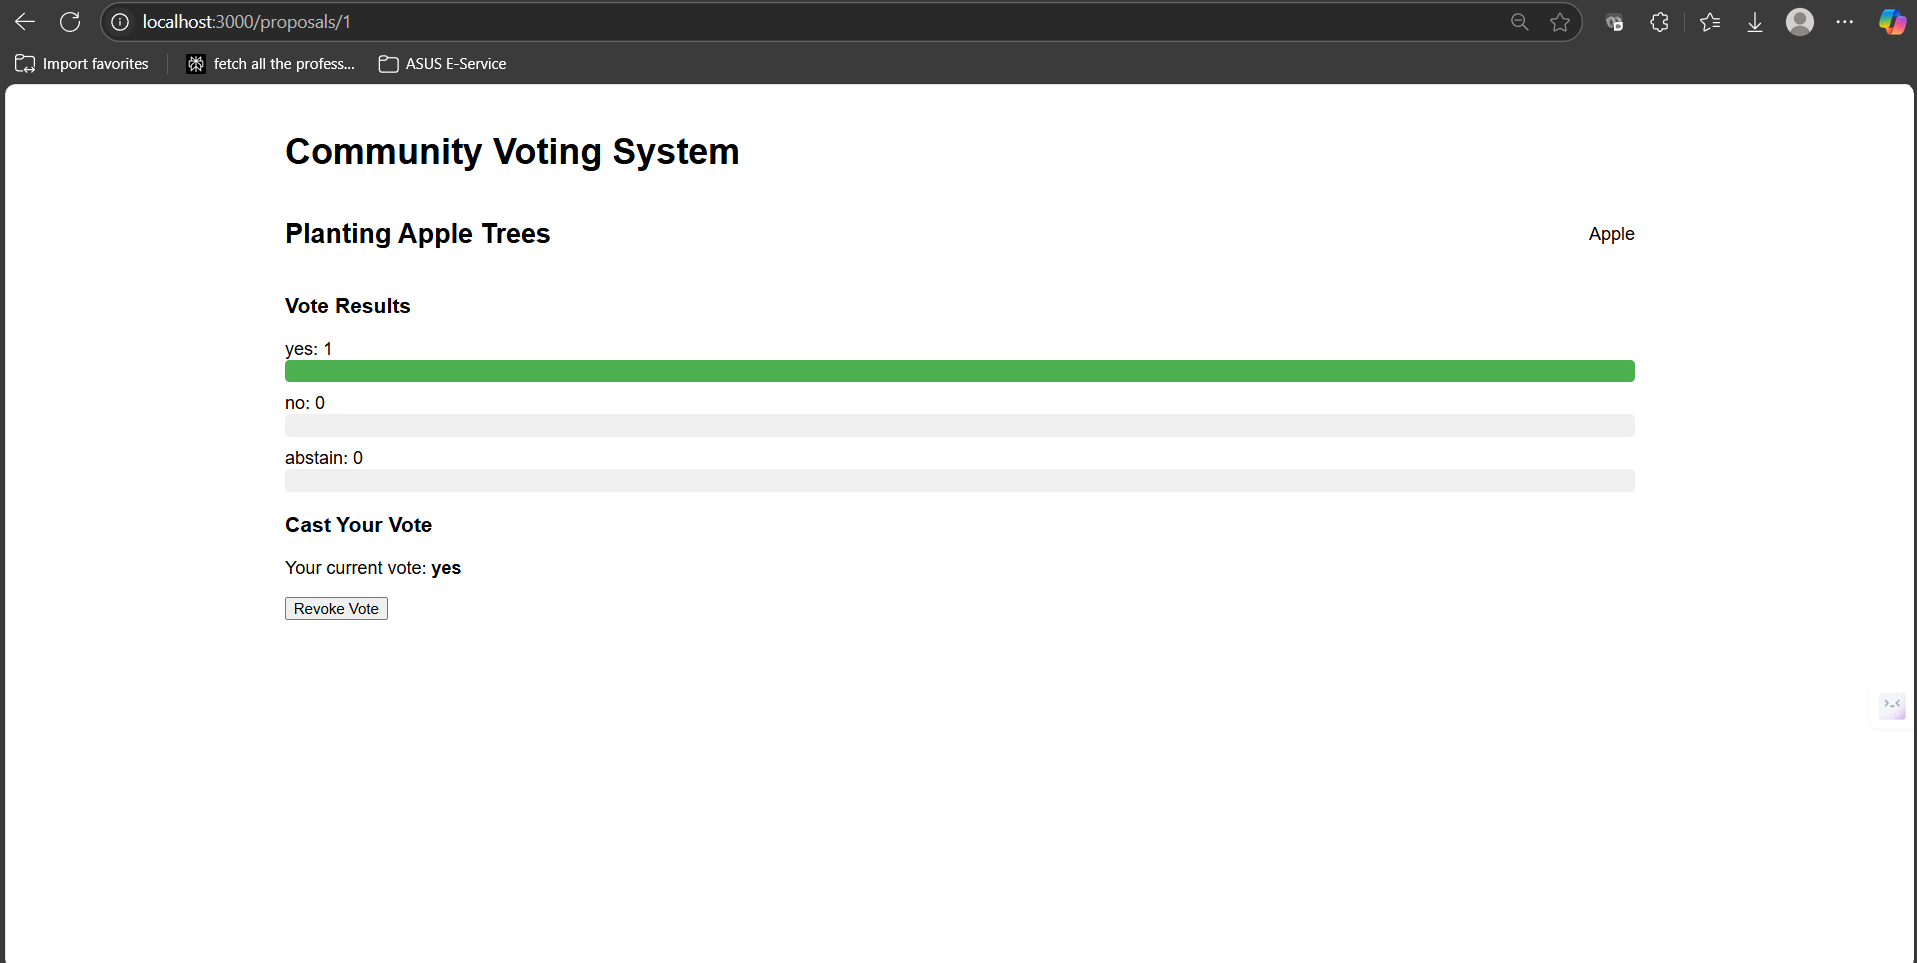 localhost:3000/proposals/1
Import favorites
fetch all the profess...
ASUS E-Service
Community Voting System
Planting Apple Trees
Apple
Vote Results
yes: 1
no: 0
abstain: 0
Cast Your Vote
Your current vote: yes
Revoke Vote